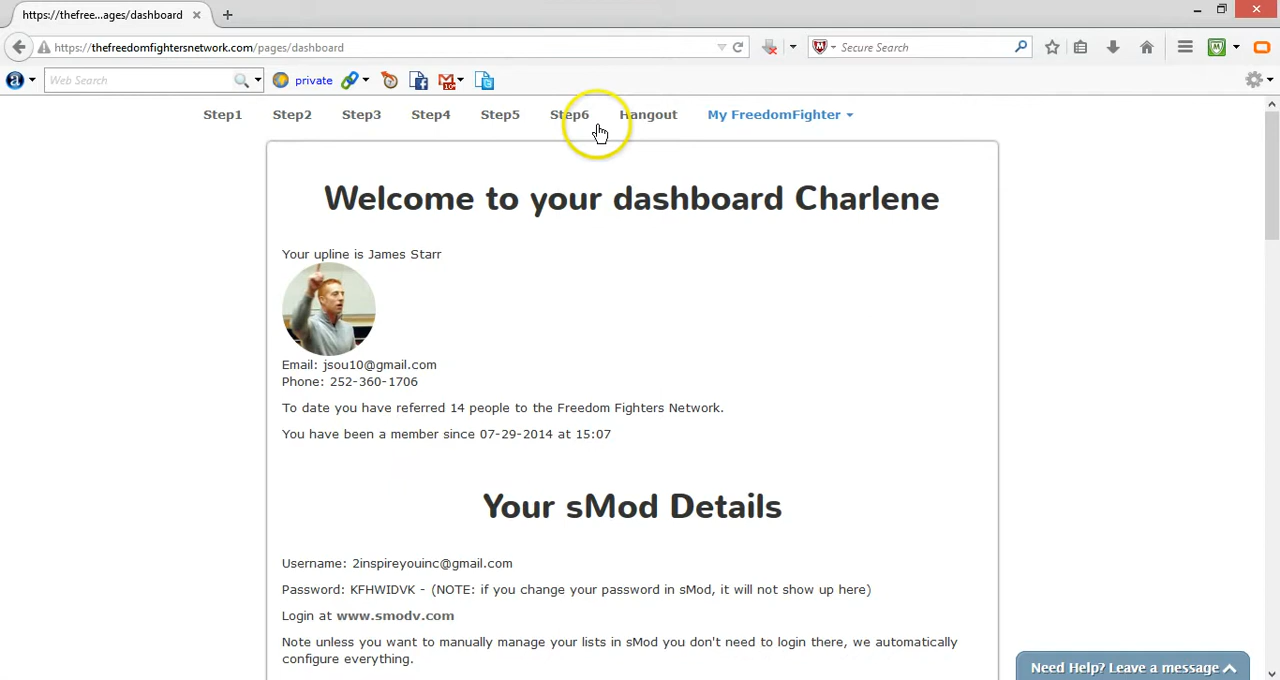 https://thefree...ages/dashboard
https://thefreedomfightersnetwork.com/pages/dashboard
Secure Search
Web Search
private
Step1 Step2 Step3 Step4 Step5 Step6 Hangout My FreedomFighter
Welcome to your dashboard Charlene
Your upline is James Starr
Email: jsou10@gmail.com
Phone: 252-360-1706
To date you have referred 14 people to the Freedom Fighters Network.
You have been a member since 07-29-2014 at 15:07
Your sMod Details
Username: 2inspireyouinc@gmail.com
Password: KFHWIDVK - (NOTE: if you change your password in sMod, it will not show up here)
Login at www.smodv.com
Note unless you want to manually manage your lists in sMod you don't need to login there, we automatically
configure everything.
Need Help? Leave a message